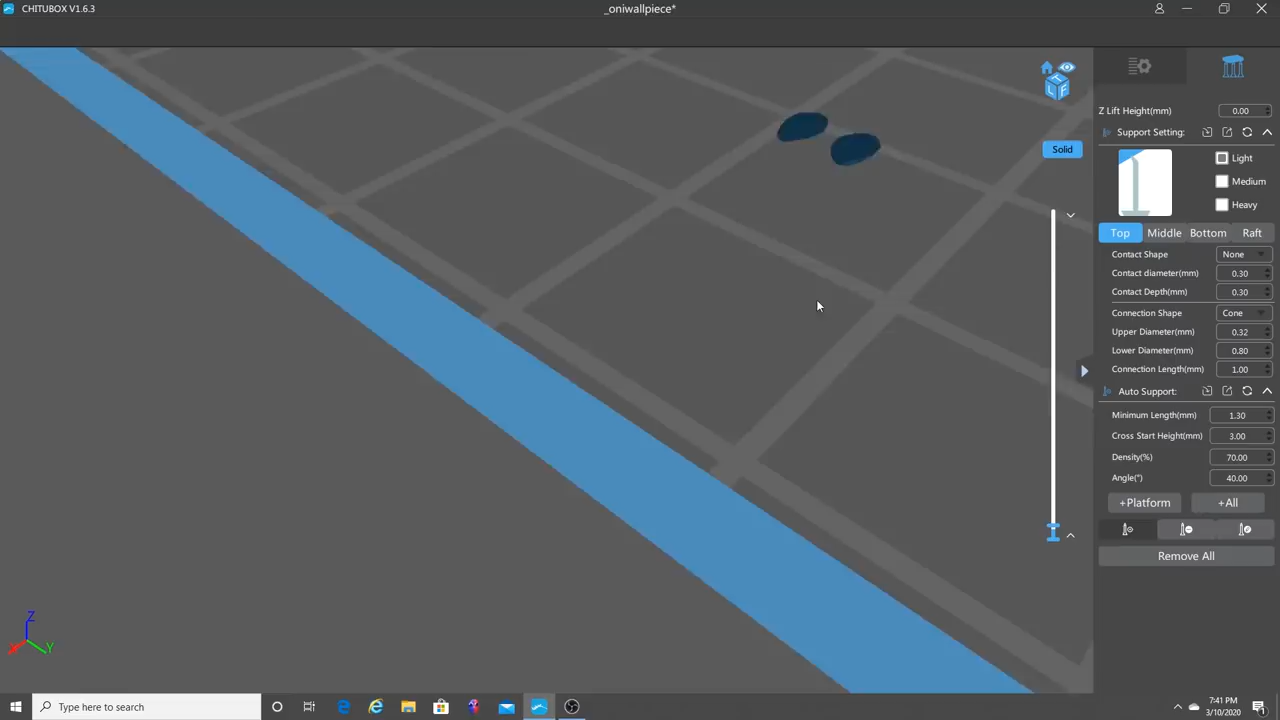 CHITUBOX V1.6.3
_oniwallpiece*
Z Lift Height(mm) 0.00
Support Setting:
Light
Medium
Heavy
Solid
Top Middle Bottom Raft
Contact Shape None
Contact diameter(mm) 0.30
Contact Depth(mm) 0.30
Connection Shape Cone
Upper Diameter(mm) 0.32
Lower Diameter(mm) 0.80
Connection Length(mm) 1.00
Auto Support:
Minimum Length(mm) 1.30
Cross Start Height(mm) 3.00
Density(%) 70.00
Angle(°) 40.00
+Platform +All
Remove All
T
L F
Z
X Y
Type here to search
7:41 PM
3/10/2020
1